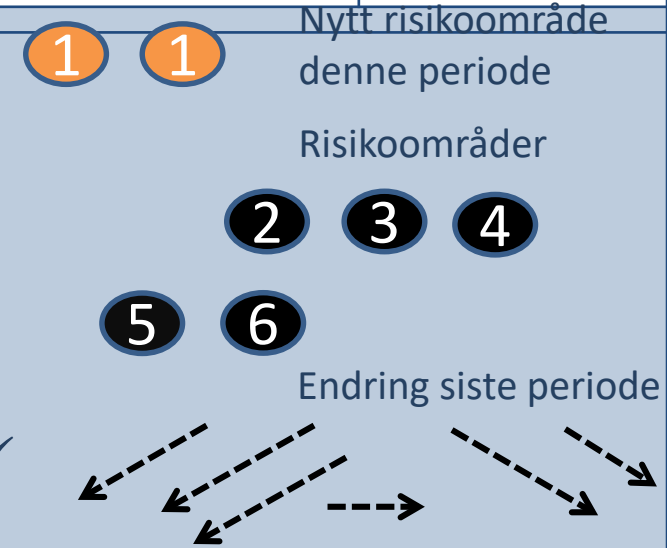 Nytt risikoområde
1 1 denne periode
Risikoområder
2 3 4
5 6
Endring siste periode